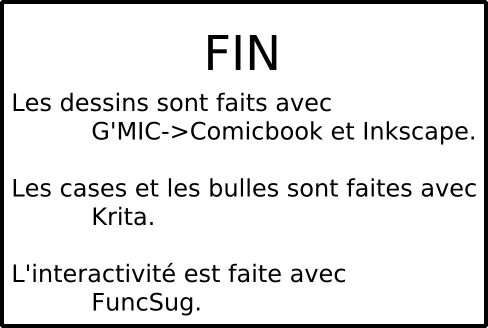 FIN
Les dessins sont faits avec
G'MIC->Comicbook et Inkscape.
Les cases et les bulles sont faites avec
Krita.
L'interactivité est faite avec
FuncSug.